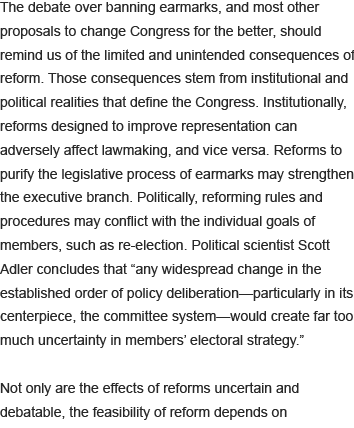 The debate over banning earmarks, and most other
proposals to change Congress for the better, should
remind us of the limited and unintended consequences of
reform. Those consequences stem from institutional and
political realities that define the Congress. Institutionally,
reforms designed to improve representation can
adversely affect lawmaking, and vice versa. Reforms to
purify the legislative process of earmarks may strengthen
the executive branch. Politically, reforming rules and
procedures may conflict with the individual goals of
members, such as re-election. Political scientist Scott
Adler concludes that “any widespread change in the
established order of policy deliberation—particularly in its
centerpiece, the committee system—would create far too
much uncertainty in members’ electoral strategy.”
Not only are the effects of reforms uncertain and
debatable, the feasibility of reform depends on